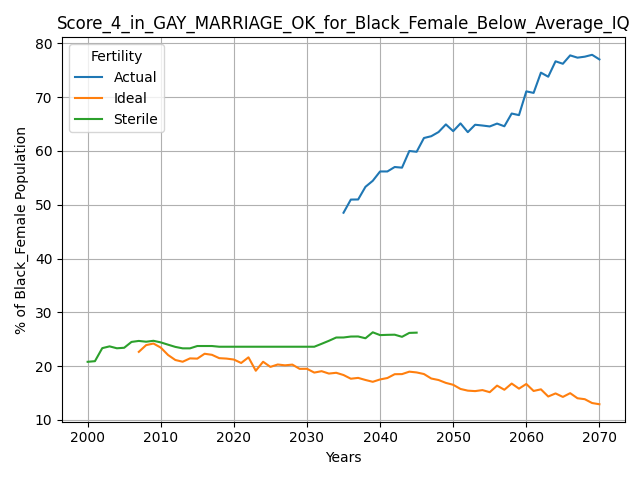 Score_4_in_GAY_MARRIAGE_OK_for_Black_Female_Below_Average_IQ
Fertility
Actual
Ideal
Sterile
% of Black_Female Population
80
70
60
50
40
30
20
10
2000 2010 2020 2030 2040 2050 2060 2070
Years